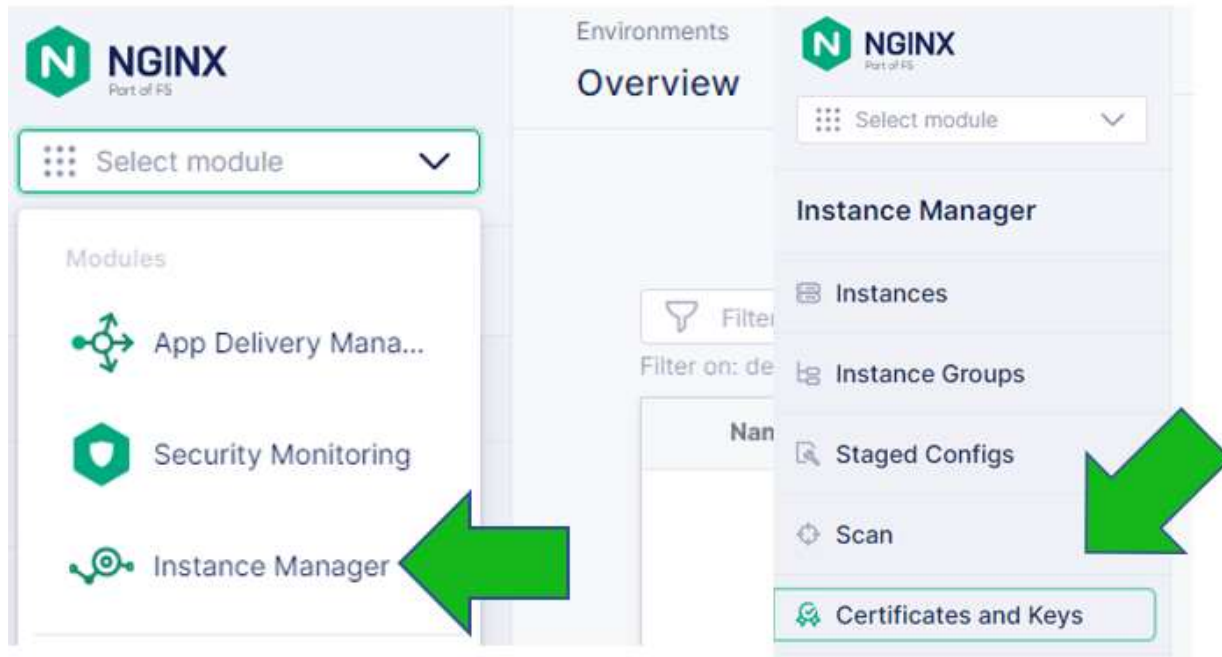 NGINX
Part of F5
Select module
Modules
App Delivery Mana...
Security Monitoring
Instance Manager
Environments
Overview
Filter
Filter on: de
Nan
NGINX
Part of F5
Select module
Instance Manager
Instances
Instance Groups
Staged Configs
Scan
Certificates and Keys